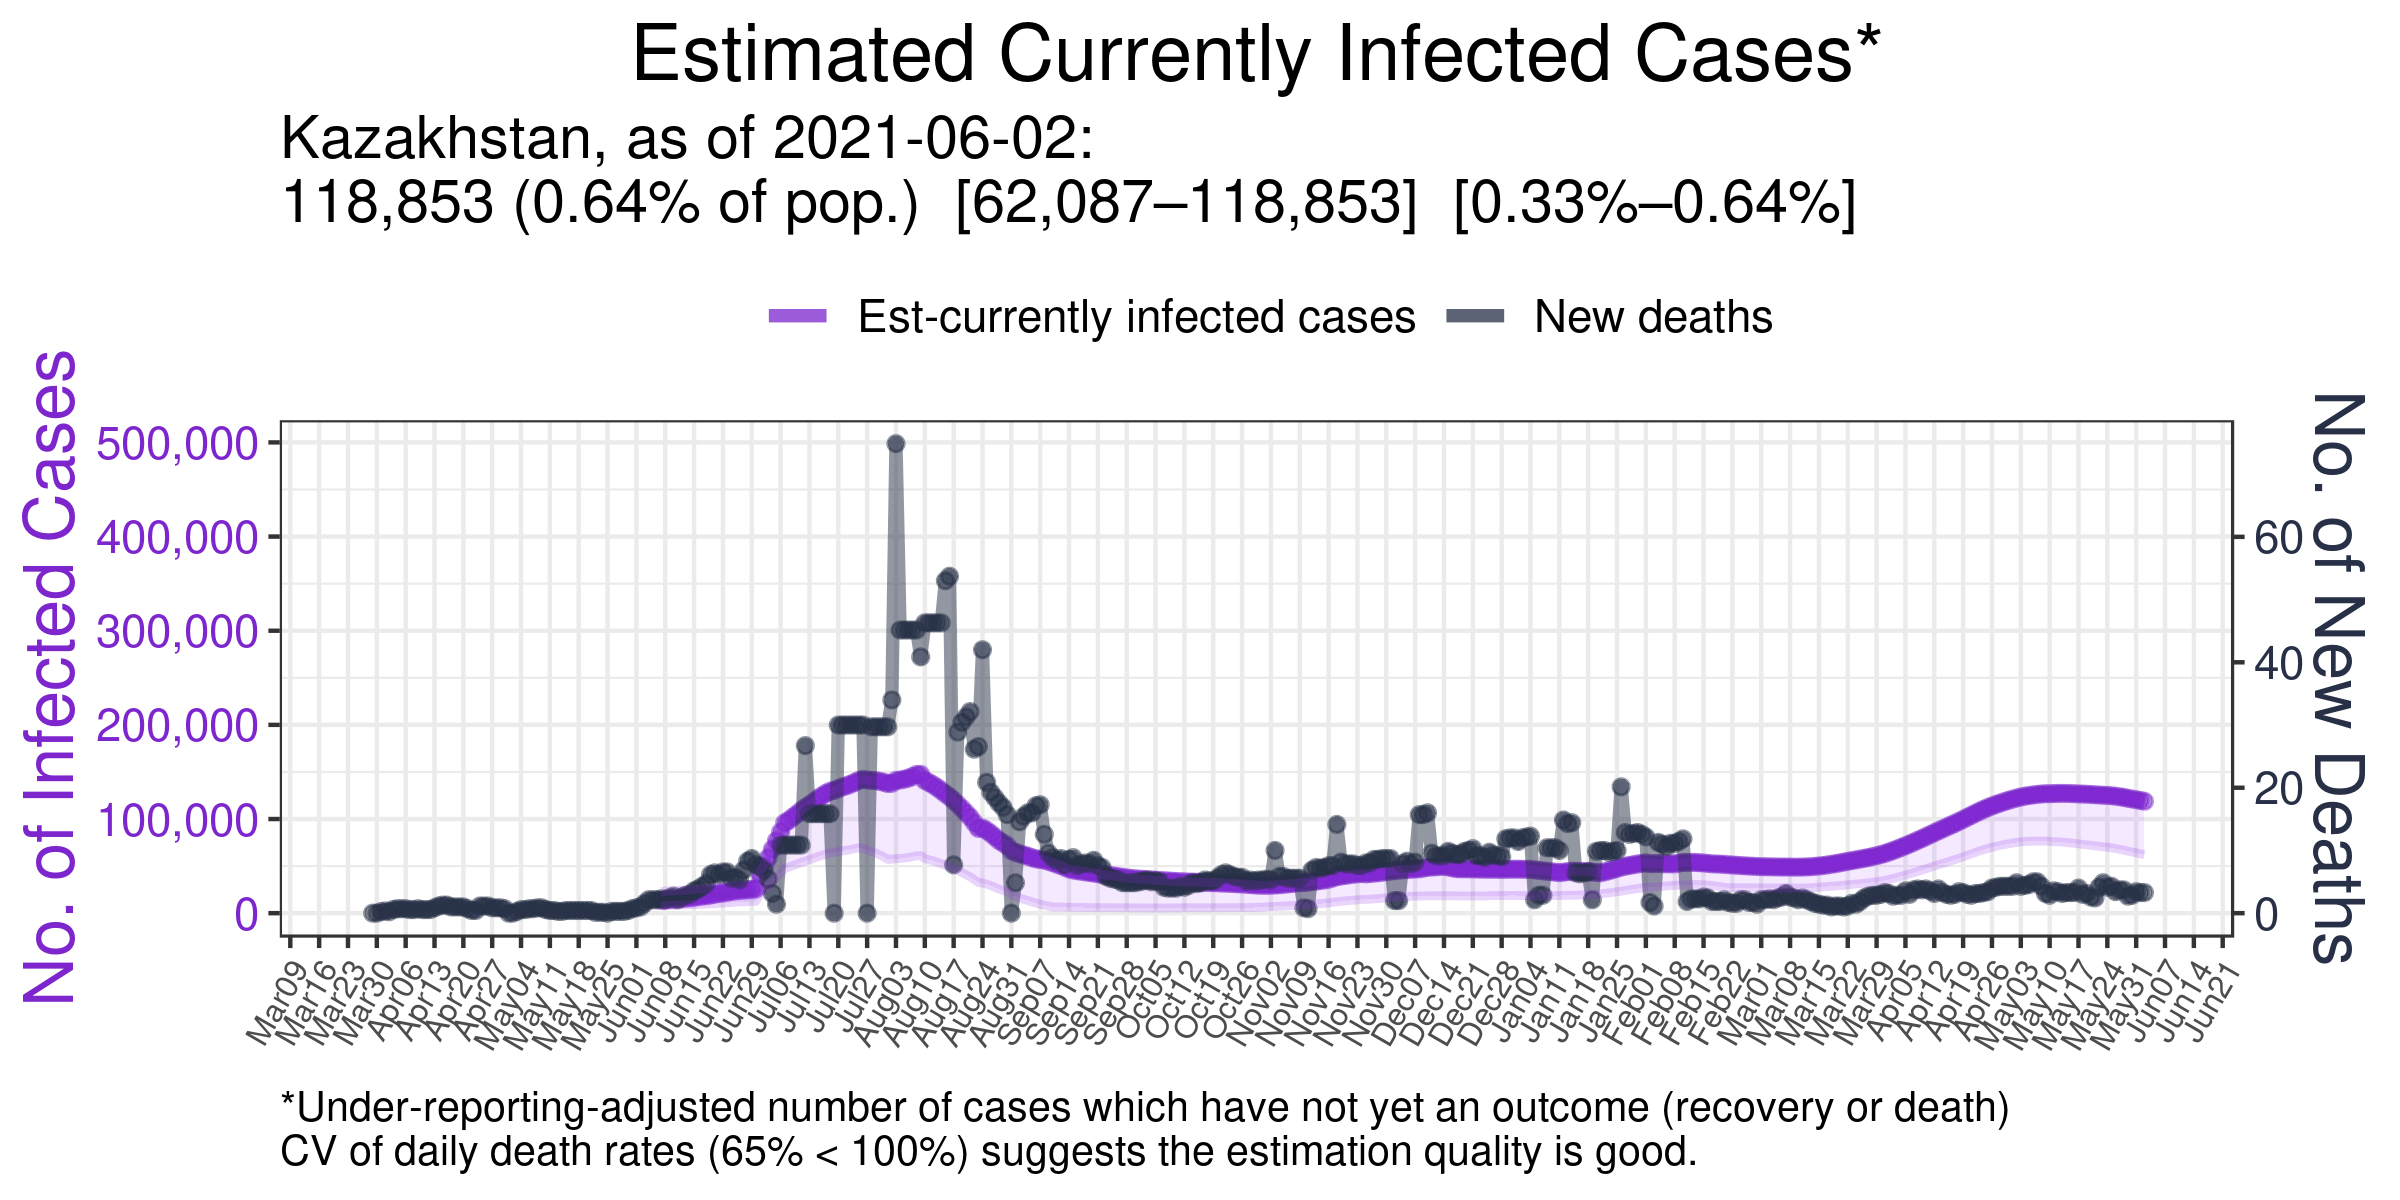 Estimated Currently Infected Cases*
Kazakhstan, as of 2021-06-02:
118,853 (0.64% of pop.)  [62,087–118,853]  [0.33%–0.64%]
Est-currently infected cases
New deaths
No. of Infected Cases
500,000
400,000
300,000
200,000
100,000
0
No. of New Deaths
60
40
20
0
Mar09
Mar16
Mar23
Mar30
Apr06
Apr13
Apr20
Apr27
May04
May11
May18
May25
Jun01
Jun08
Jun15
Jun22
Jun29
Jul06
Jul13
Jul20
Jul27
Aug03
Aug10
Aug17
Aug24
Aug31
Sep07
Sep14
Sep21
Sep28
Oct05
Oct12
Oct19
Oct26
Nov02
Nov09
Nov16
Nov23
Nov30
Dec07
Dec14
Dec21
Dec28
Jan04
Jan11
Jan18
Jan25
Feb01
Feb08
Feb15
Feb22
Mar01
Mar08
Mar15
Mar22
Mar29
Apr05
Apr12
Apr19
Apr26
May03
May10
May17
May24
May31
Jun07
Jun14
Jun21
*Under-reporting-adjusted number of cases which have not yet an outcome (recovery or death)
CV of daily death rates (65% < 100%) suggests the estimation quality is good.